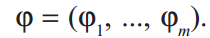 φ = (φ₁, ..., φₘ).